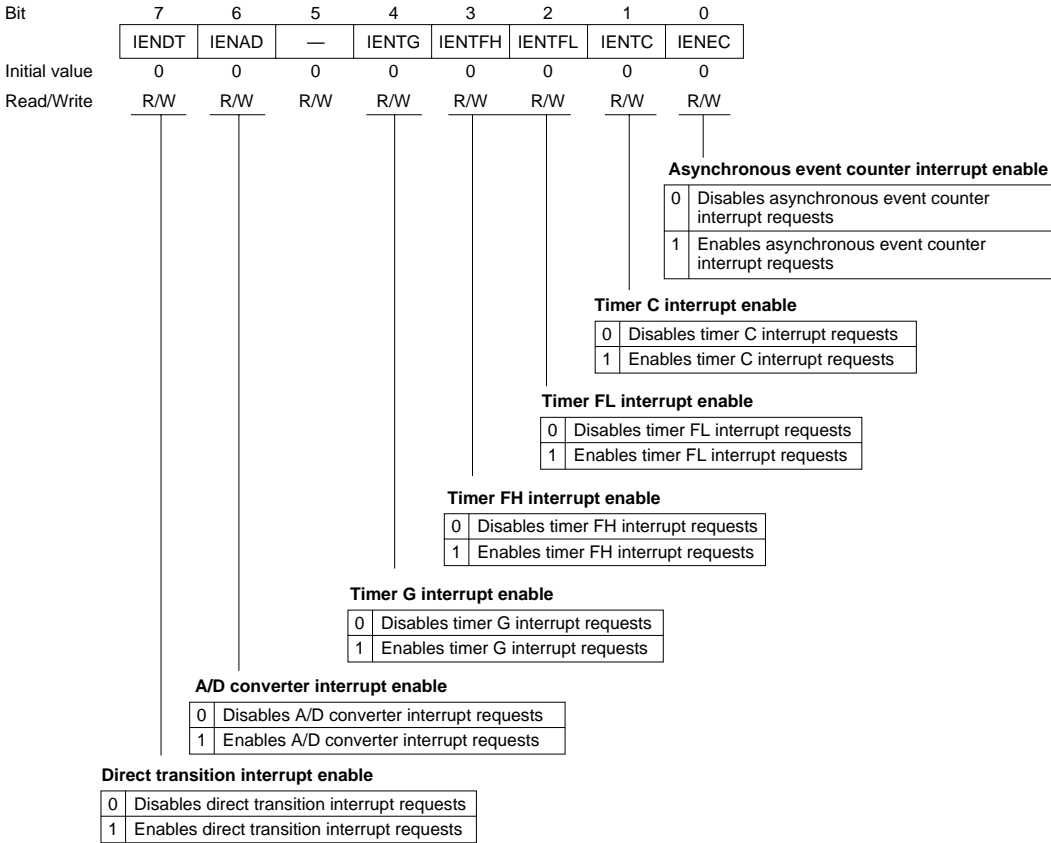 Bit 7 6 5 4 3 2 1 0
IENDT IENAD — IENTG IENTFH IENTFL IENTC IENEC
Initial value 0 0 0 0 0 0 0 0
Read/Write R/W R/W R/W R/W R/W R/W R/W R/W
Asynchronous event counter interrupt enable
0 Disables asynchronous event counter
interrupt requests
1 Enables asynchronous event counter
interrupt requests
Timer C interrupt enable
0 Disables timer C interrupt requests
1 Enables timer C interrupt requests
Timer FL interrupt enable
0 Disables timer FL interrupt requests
1 Enables timer FL interrupt requests
Timer FH interrupt enable
0 Disables timer FH interrupt requests
1 Enables timer FH interrupt requests
Timer G interrupt enable
0 Disables timer G interrupt requests
1 Enables timer G interrupt requests
A/D converter interrupt enable
0 Disables A/D converter interrupt requests
1 Enables A/D converter interrupt requests
Direct transition interrupt enable
0 Disables direct transition interrupt requests
1 Enables direct transition interrupt requests